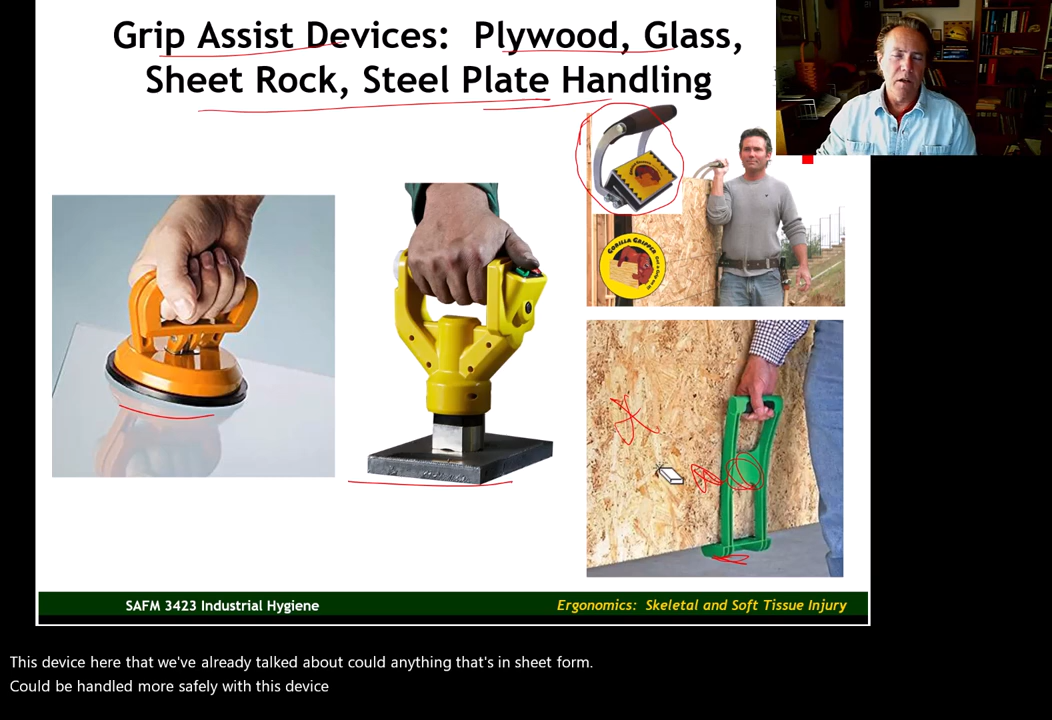 Grip Assist Devices: Plywood, Glass,
Sheet Rock, Steel Plate Handling
GORILLA GRIPPER
SAFM 3423 Industrial Hygiene
Ergonomics: Skeletal and Soft Tissue Injury
This device here that we've already talked about could anything that's in sheet form.
Could be handled more safely with this device